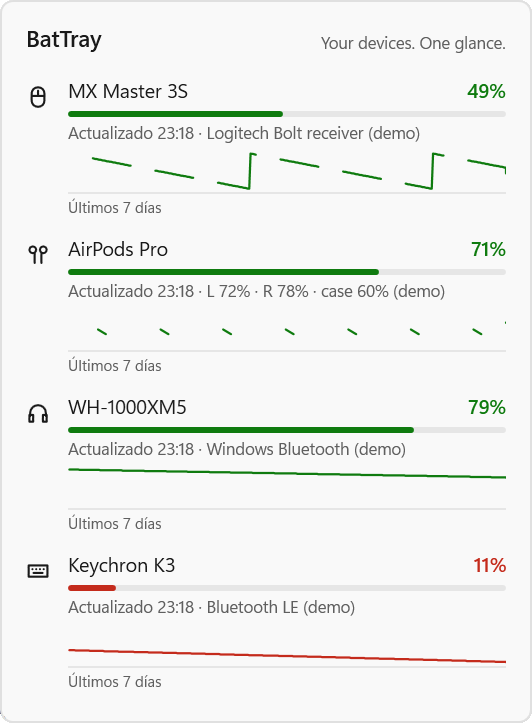 BatTray
Your devices. One glance.
MX Master 3S
49%
Actualizado 23:18 · Logitech Bolt receiver (demo)
Últimos 7 días
AirPods Pro
71%
Actualizado 23:18 · L 72% · R 78% · case 60% (demo)
Últimos 7 días
WH-1000XM5
79%
Actualizado 23:18 · Windows Bluetooth (demo)
Últimos 7 días
Keychron K3
11%
Actualizado 23:18 · Bluetooth LE (demo)
Últimos 7 días